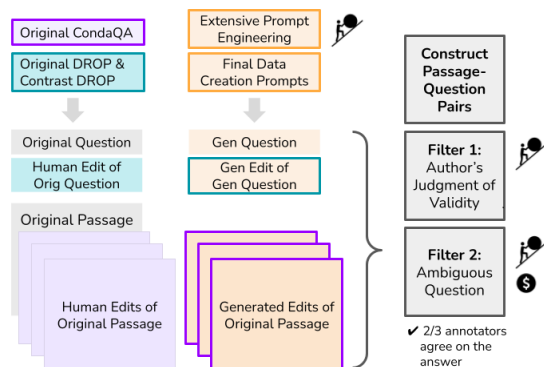 Original CondaQA
Original DROP &
Contrast DROP
Original Question
Human Edit of
Orig Question
Original Passage
Human Edits of
Original Passage
Extensive Prompt
Engineering
Final Data
Creation Prompts
Gen Question
Gen Edit of
Gen Question
Generated Edits of
Original Passage
Construct
Passage-
Question
Pairs
Filter 1:
Author's
Judgment of
Validity
Filter 2:
Ambiguous
Question
$
✔ 2/3 annotators
agree on the
answer